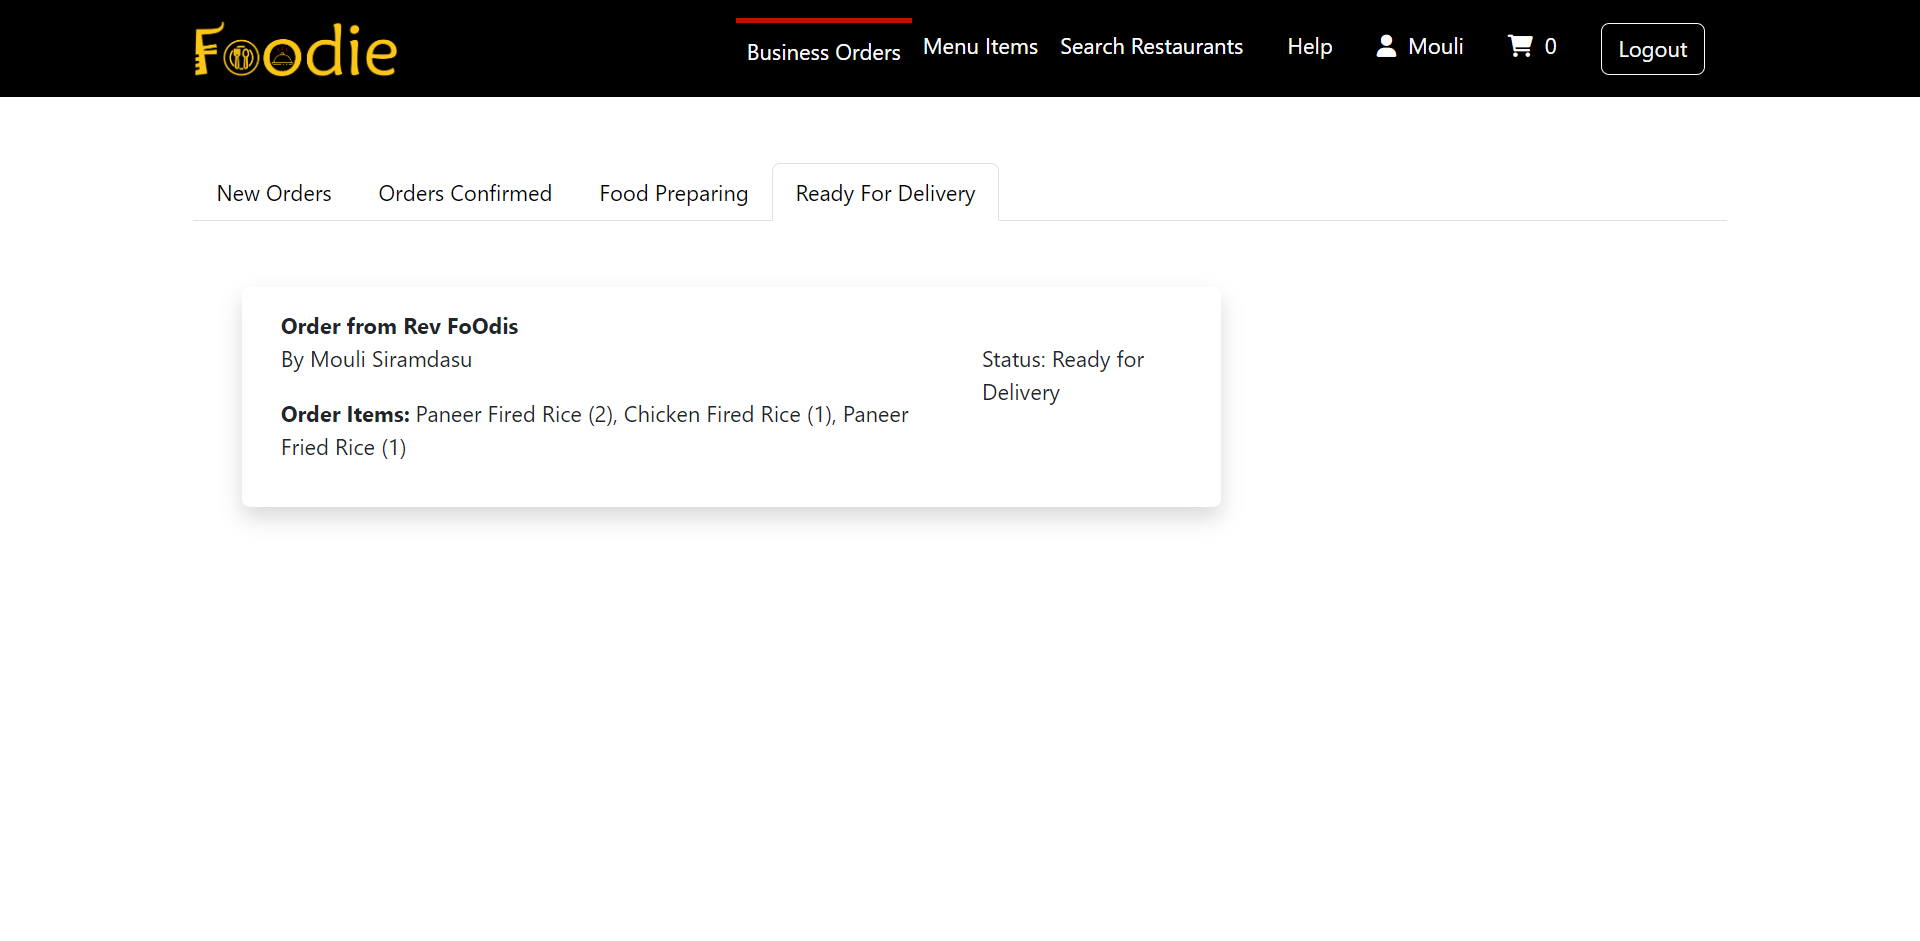 Foodie
Business Orders Menu Items Search Restaurants Help Mouli 0 Logout
New Orders Orders Confirmed Food Preparing Ready For Delivery
Order from Rev FoOdis
By Mouli Siramdasu
Status: Ready for
Delivery
Order Items: Paneer Fired Rice (2), Chicken Fired Rice (1), Paneer
Fried Rice (1)